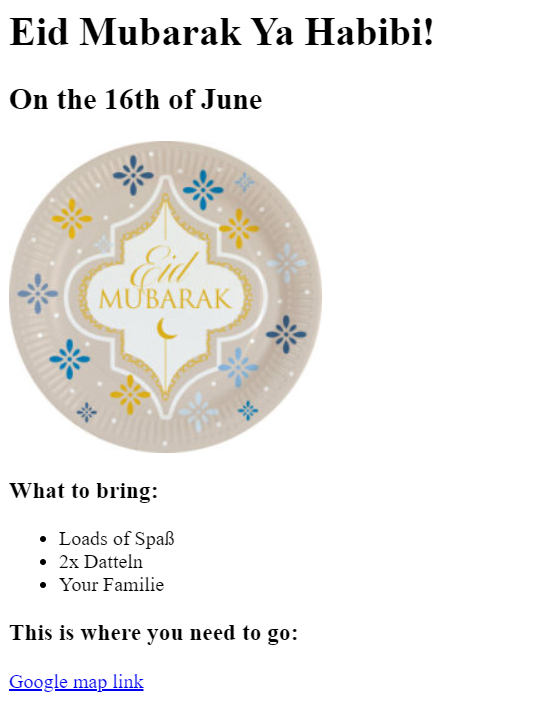 Eid Mubarak Ya Habibi!
On the 16th of June
Eid
MUBARAK
What to bring:
Loads of Spaß
2x Datteln
Your Familie
This is where you need to go:
Google map link